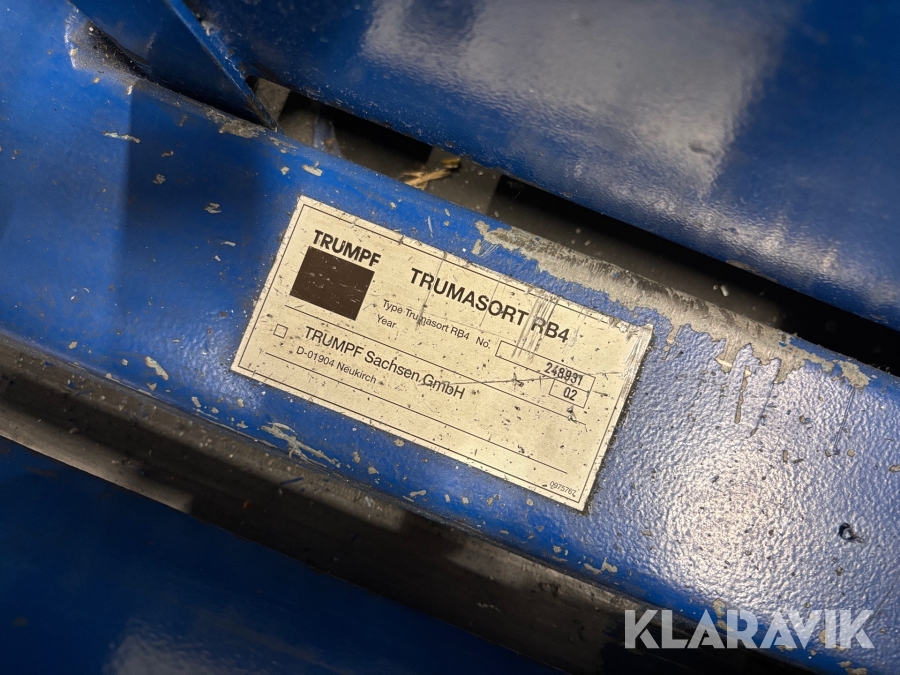 TRUMPF
TRUMASORT RB4
Type Trumasort RB4 No. 248931
Year 02
TRUMPF Sachsen GmbH
D-01904 Neukirch
0975762
KLARAVIK